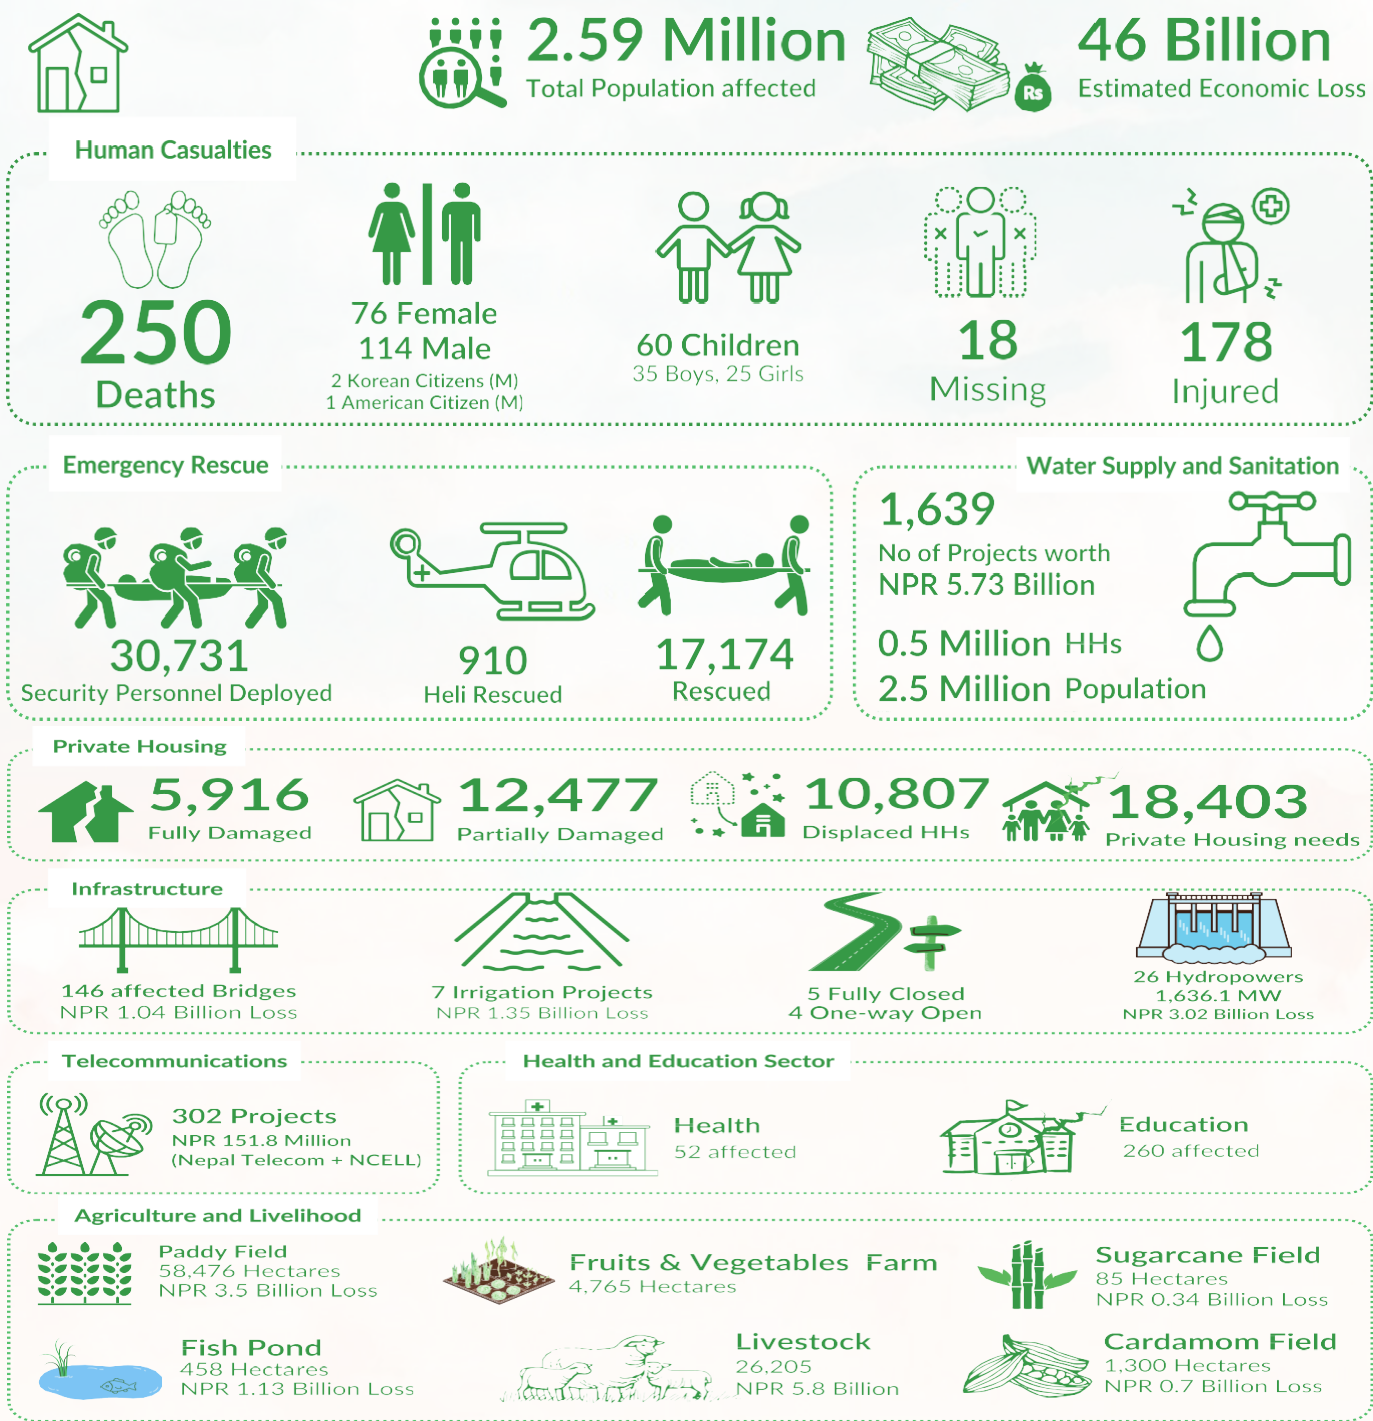 2.59 Million
Total Population affected
Rs
46 Billion
Estimated Economic Loss
Human Casualties
250
Deaths
76 Female
114 Male
2 Korean Citizens (M)
1 American Citizen (M)
60 Children
35 Boys, 25 Girls
18
Missing
178
Injured
Emergency Rescue
30,731
Security Personnel Deployed
910
Heli Rescued
17,174
Rescued
Water Supply and Sanitation
1,639
No of Projects worth
NPR 5.73 Billion
0.5 Million HHs
2.5 Million Population
Private Housing
5,916
Fully Damaged
12,477
Partially Damaged
10,807
Displaced HHs
18,403
Private Housing needs
Infrastructure
146 affected Bridges
NPR 1.04 Billion Loss
7 Irrigation Projects
NPR 1.35 Billion Loss
5 Fully Closed
4 One-way Open
26 Hydropowers
1,636.1 MW
NPR 3.02 Billion Loss
Telecommunications
302 Projects
NPR 151.8 Million
(Nepal Telecom + NCELL)
Health and Education Sector
Health
52 affected
Education
260 affected
Agriculture and Livelihood
Paddy Field
58,476 Hectares
NPR 3.5 Billion Loss
Fruits & Vegetables Farm
4,765 Hectares
Sugarcane Field
85 Hectares
NPR 0.34 Billion Loss
Fish Pond
458 Hectares
NPR 1.13 Billion Loss
Livestock
26,205
NPR 5.8 Billion
Cardamom Field
1,300 Hectares
NPR 0.7 Billion Loss